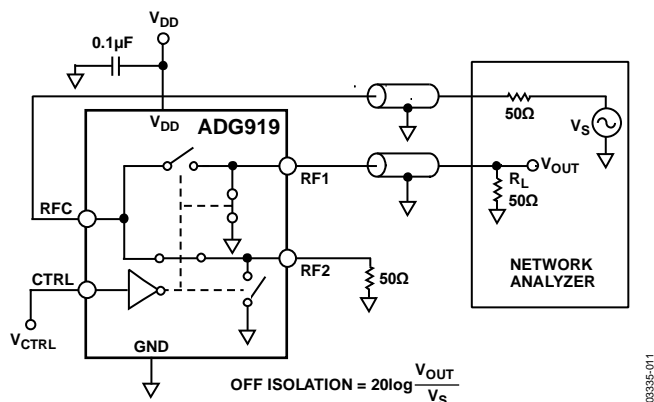 VDD
0.1µF
VDD
ADG919
50Ω
VS
RF1
VOUT
RL
50Ω
RFC
RF2
50Ω
NETWORK
ANALYZER
CTRL
VCTRL
GND
OFF ISOLATION = 20log VOUT
VS
03335-011